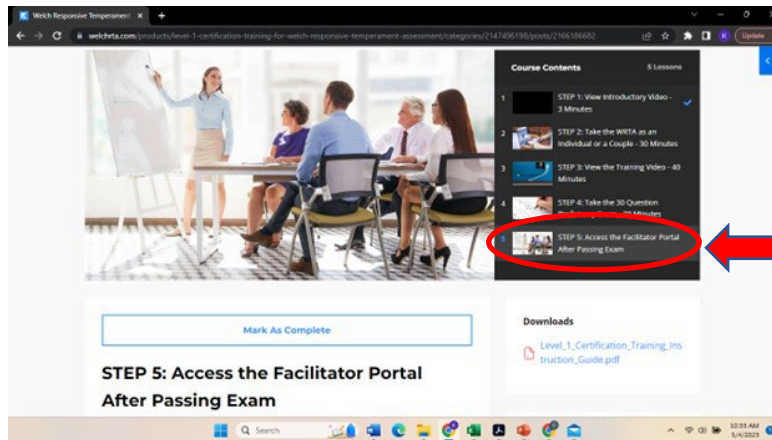 Welch Responsive Temperament
welchrta.com/products/level-1-certification-training-for-welch-responsive-temperament-assessment/categories/2147496198/posts/2166186682
K
Update
Course Contents
5 Lessons
1
STEP 1: View Introductory Video -
3 Minutes
2
STEP 2: Take the WRTA as an
Individual or a Couple - 30 Minutes
3
STEP 3: View the Training Video - 40
Minutes
4
STEP 4: Take the 30 Question
Minutes
STEP 5: Access the Facilitator Portal
After Passing Exam
Mark As Complete
STEP 5: Access the Facilitator Portal
After Passing Exam
Downloads
Level_1_Certification_Training_Ins
truction_Guide.pdf
Search
10:33 AM
5/4/2023